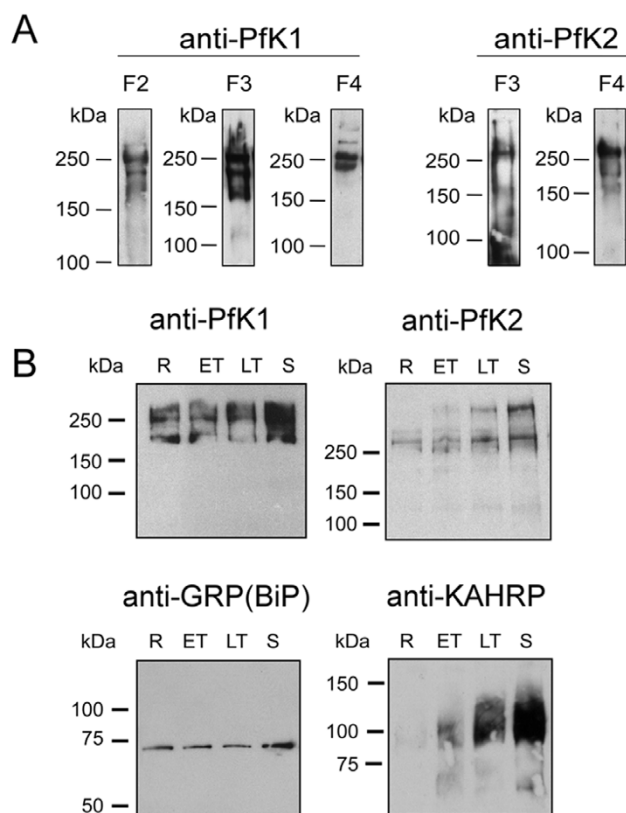 A
anti-PfK1 anti-PfK2
F2 F3 F4 F3 F4
kDa kDa kDa kDa kDa
250 250 250 250 250
150 150 150 150 150
100 100 100 100 100
anti-PfK1 anti-PfK2
B
kDa R ET LT S kDa R ET LT S
250 250
150 150
100 100
anti-GRP(BiP) anti-KAHRP
kDa R ET LT S kDa R ET LT S
100 150
75 100
50 75